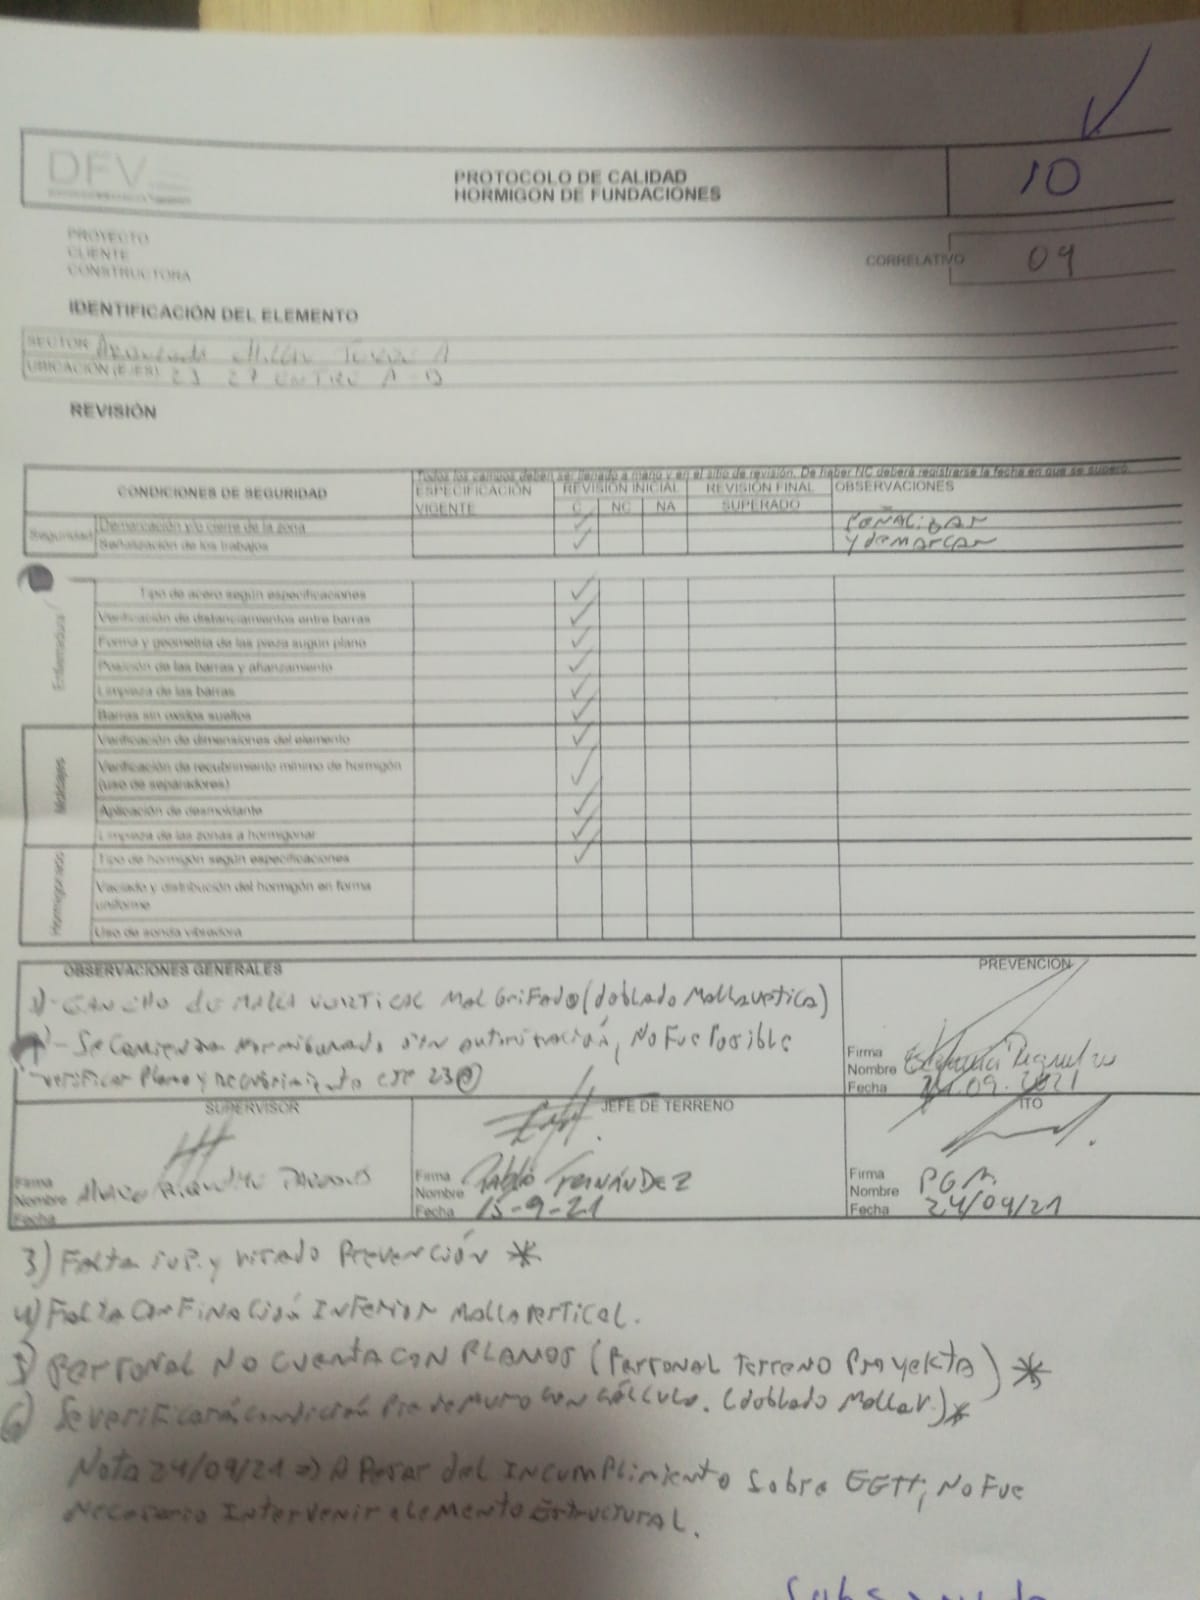 DFV
PROTOCOLO DE CALIDAD
HORMIGON DE FUNDACIONES
10
PROYECTO
CLIENTE
CONSTRUCTORA
CORRELATIVO
09
IDENTIFICACIÓN DEL ELEMENTO
SECTOR
UBICACIÓN (EJES) 23 27 entre A-B
REVISIÓN
Todos los campos deben ser llenado a mano y en el sitio de revisión. De haber NC deberá registrarse la fecha en que se superó.
CONDICIONES DE SEGURIDAD
ESPECIFICACIÓN VIGENTE
REVISIÓN INICIAL
C NC NA
REVISIÓN FINAL SUPERADO
OBSERVACIONES
Seguridad
Demarcación y/o cierre de la zona
Señalización de los trabajos
señalizar
y demarcar
Enfierradura
Tipo de acero según especificaciones
Verificación de distanciamientos entre barras
Forma y geometria de las pieza sugun plano
Posición de las barras y afianzamiento
Limpieza de las barras
Barras sin oxidos sueltos
Moldajes
Verificación de dimensiones del elemento
Verificación de recubrimiento mínimo de hormigón
(uso de separadores)
Aplicación de desmoldante
Limpieza de las zonas a hormigonar
Hormigonado
Tipo de hormigón según especificaciones
Vaciado y distribución del hormigón en forma
uniforme
Uso de sonda vibradora
OBSERVACIONES GENERALES
1)- GANCHO de MALLA VERTICAL Mal Grifado (doblado Malla vertical)
- Se Comienza Hormigonado sin autorización, No Fue Posible
verificar Plano y recubrimiento eje 23
PREVENCIÓN
Firma
Nombre
Fecha 24.09.2021
SUPERVISOR
Firma
Nombre
Fecha
JEFE DE TERRENO
Firma
Nombre Pablo FERNÁNDEZ
Fecha 15-9-21
ITO
Firma
Nombre PGM.
Fecha 24/09/21
3) Falta sup. y visado Prevención *
4) Falta Confinación Inferior Malla vertical.
5) Personal No cuenta con PLANOS (Personal Terreno Proyekta) *
6) Se verificará condición Pie de muro con cálculo. (doblado Malla V.) *
Nota 24/09/21 => A Pesar del Incumplimiento Sobre EETT, No Fue
Necesario Intervenir elemento Estructural.